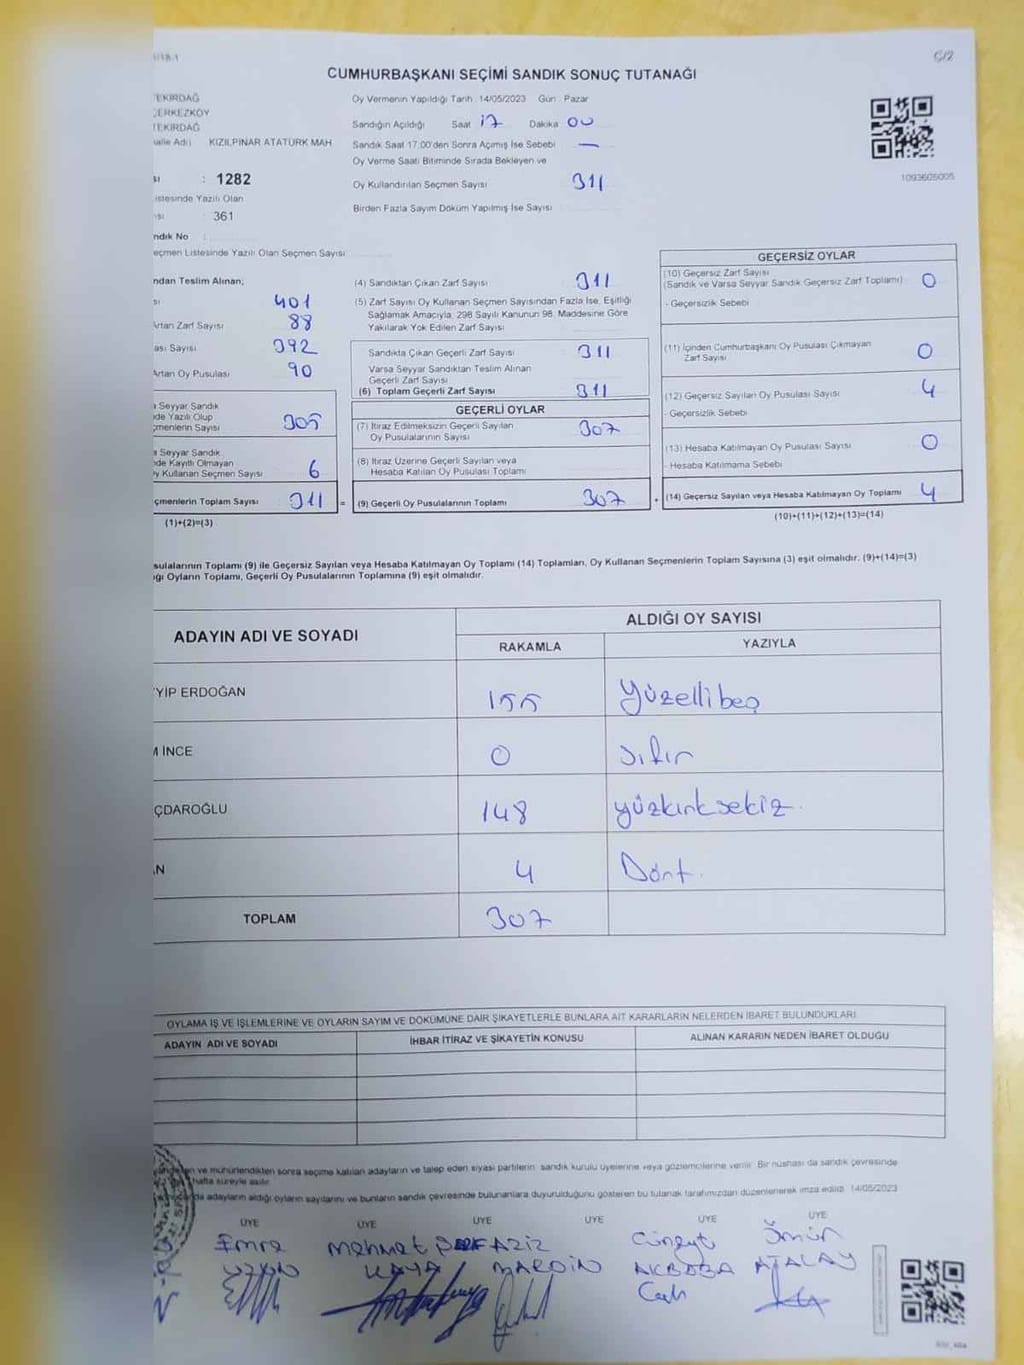 Ç/2
CUMHURBAŞKANI SEÇİMİ SANDIK SONUÇ TUTANAĞI
EKİRDAĞ
ÇERKEZKÖY
TEKİRDAĞ
KIZILPINAR ATATÜRK MAH.
: 1282
istesinde Yazılı Olan
: 361
ndık No :
eçmen Listesinde Yazılı Olan Seçmen Sayısı
Oy Vermenin Yapıldığı Tarih 14/05/2023 Gün : Pazar
Sandığın Açıldığı Saat 17 Dakika 00
Sandık Saat 17:00'den Sonra Açılmış İse Sebebi —
Oy Verme Saati Bitiminde Sırada Bekleyen ve
Oy Kullandırılan Seçmen Sayısı 311
Birden Fazla Sayım Döküm Yapılmış İse Sayısı
1093605005
ndan Teslim Alınan;
401
Artan Zarf Sayısı 88
ası Sayısı 392
Artan Oy Pusulası 90
a Seyyar Sandık
de Yazılı Olup
çmenlerin Sayısı 305
a Seyyar Sandık
de Kayıtlı Olmayan
y Kullanan Seçmen Sayısı 6
çmenlerin Toplam Sayısı 311 =
(1)+(2)=(3)
(4) Sandıktan Çıkan Zarf Sayısı 311
(5) Zarf Sayısı Oy Kullanan Seçmen Sayısından Fazla İse, Eşitliği
Sağlamak Amacıyla, 298 Sayılı Kanunun 98. Maddesine Göre
Yakılarak Yok Edilen Zarf Sayısı
Sandıkta Çıkan Geçerli Zarf Sayısı 311
Varsa Seyyar Sandıktan Teslim Alınan
Geçerli Zarf Sayısı
(6) Toplam Geçerli Zarf Sayısı 311
GEÇERLİ OYLAR
(7) İtiraz Edilmeksizin Geçerli Sayılan
Oy Pusulalarının Sayısı 307
(8) İtiraz Üzerine Geçerli Sayılan veya
Hesaba Katılan Oy Pusulası Toplamı
(9) Geçerli Oy Pusulalarının Toplamı 307 +
GEÇERSİZ OYLAR
(10) Geçersiz Zarf Sayısı
(Sandık ve Varsa Seyyar Sandık Geçersiz Zarf Toplamı) 0
- Geçersizlik Sebebi
(11) İçinden Cumhurbaşkanı Oy Pusulası Çıkmayan
Zarf Sayısı 0
(12) Geçersiz Sayılan Oy Pusulası Sayısı 4
- Geçersizlik Sebebi
(13) Hesaba Katılmayan Oy Pusulası Sayısı 0
- Hesaba Katılmama Sebebi
(14) Geçersiz Sayılan veya Hesaba Katılmayan Oy Toplamı 4
(10)+(11)+(12)+(13)=(14)
sulalarının Toplamı (9) ile Geçersiz Sayılan veya Hesaba Katılmayan Oy Toplamı (14) Toplamları, Oy Kullanan Seçmenlerin Toplam Sayısına (3) eşit olmalıdır. (9)+(14)=(3)
ığı Oyların Toplamı, Geçerli Oy Pusulalarının Toplamına (9) eşit olmalıdır.
ADAYIN ADI VE SOYADI
ALDIĞI OY SAYISI
RAKAMLA YAZIYLA
YİP ERDOĞAN 155 Yüzellibeş
M İNCE 0 sıfır
ÇDAROĞLU 148 yüzkırksekiz.
AN 4 Dört.
TOPLAM 307
OYLAMA İŞ VE İŞLEMLERİNE VE OYLARIN SAYIM VE DÖKÜMÜNE DAİR ŞİKAYETLERLE BUNLARA AİT KARARLARIN NELERDEN İBARET BULUNDUKLARI
ADAYIN ADI VE SOYADI İHBAR İTİRAZ VE ŞİKAYETİN KONUSU ALINAN KARARIN NEDEN İBARET OLDUĞU
en ve mühürlendikten sonra seçime katılan adayların ve talep eden siyasi partilerin sandık kurulu üyelerine veya gözlemcilerine verilir. Bir nüshası da sandık çevresinde
hafta süreyle asılır.
da adayların aldığı oyların sayılarını ve bunların sandık çevresinde bulunanlara duyurulduğunu gösteren bu tutanak tarafımızdan düzenlenerek imza edildi. 14/05/2023
ÜYE ÜYE ÜYE ÜYE ÜYE ÜYE
Emre Mehmet AZİZ Cüneyt Ömür
KAYA MARDİN AKBABA ATALAY